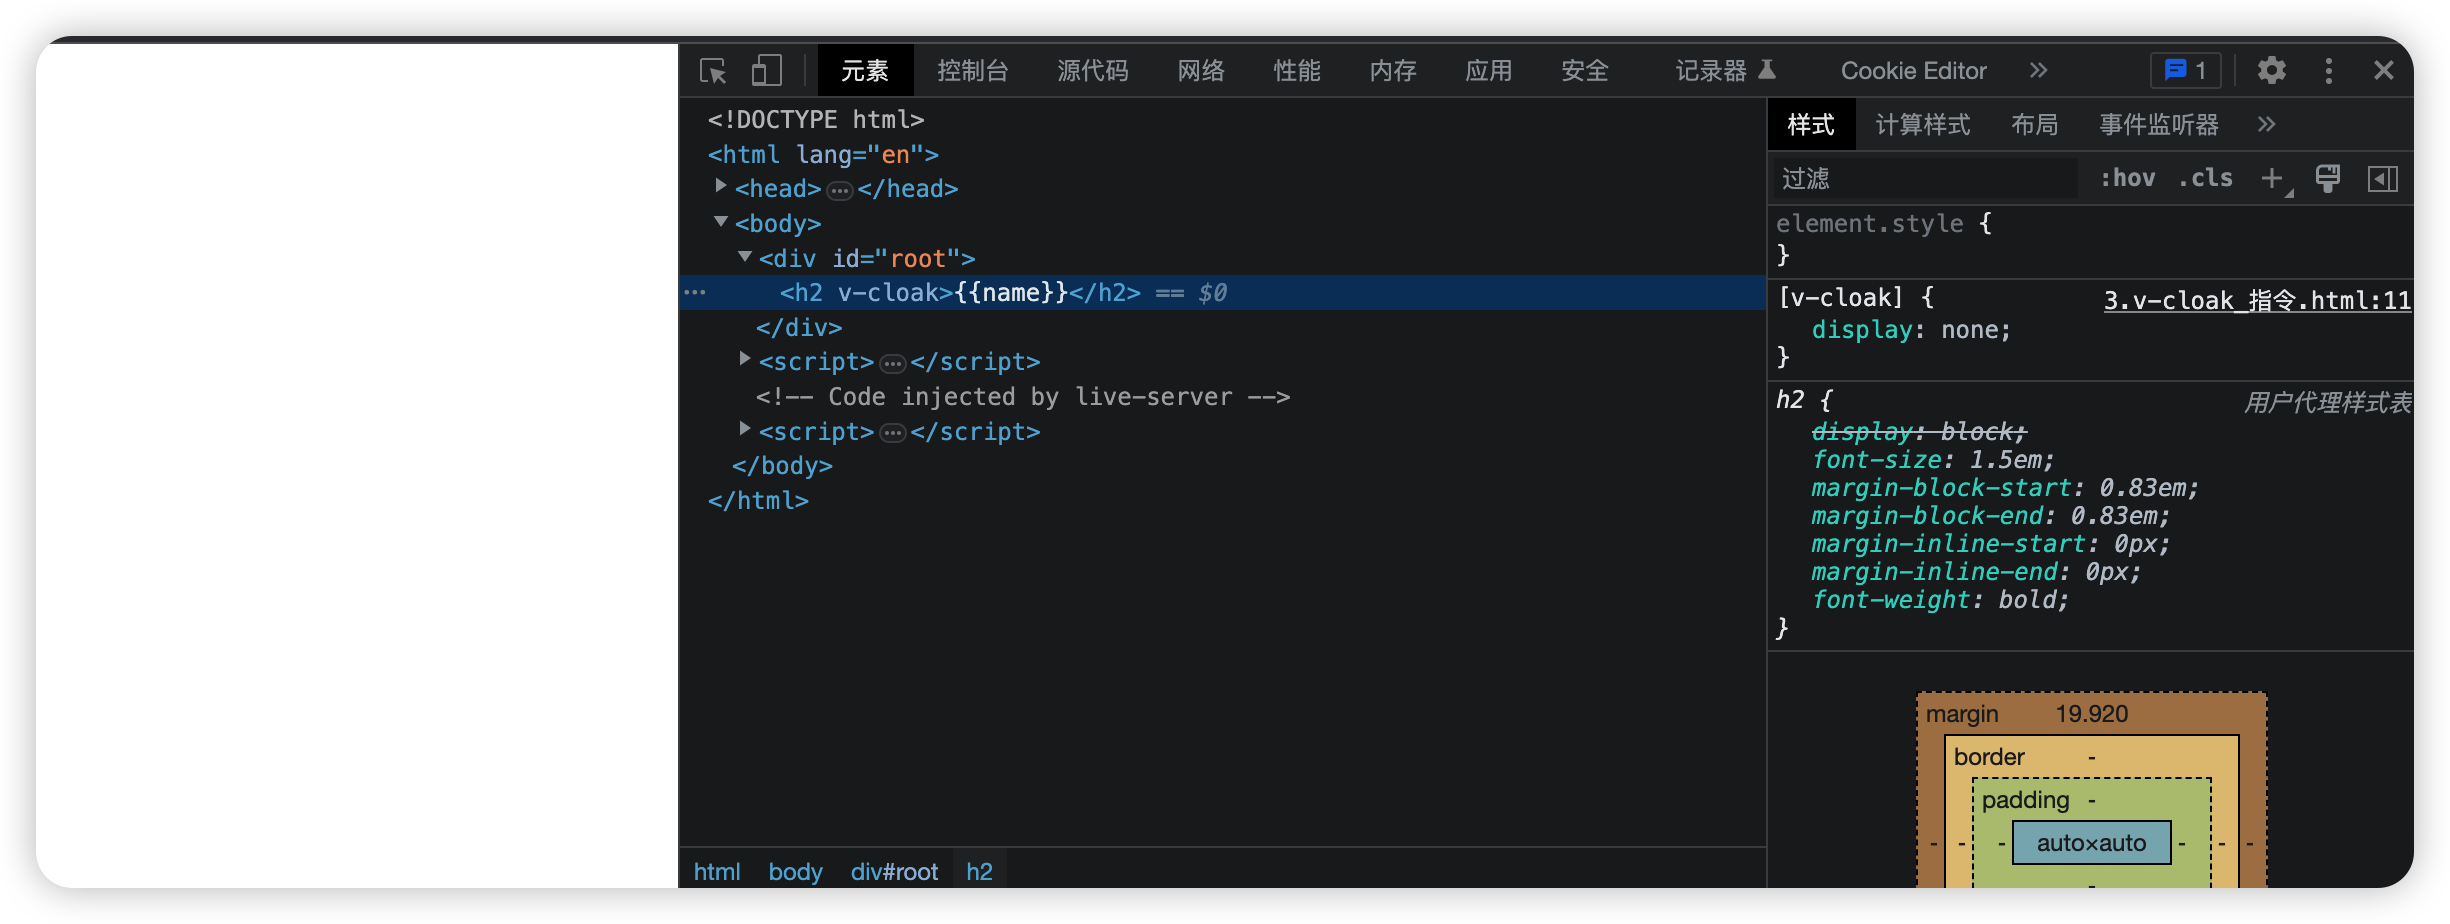 元素 控制台 源代码 网络 性能 内存 应用 安全 记录器 Cookie Editor » 1
<!DOCTYPE html>
<html lang="en">
<head>…</head>
<body>
<div id="root">
<h2 v-cloak>{{name}}</h2> == $0
</div>
<script>…</script>
<!-- Code injected by live-server -->
<script>…</script>
</body>
</html>
html body div#root h2
样式 计算样式 布局 事件监听器 »
过滤 :hov .cls
element.style {
}
[v-cloak] { 3.v-cloak_指令.html:11
display: none;
}
h2 { 用户代理样式表
display: block;
font-size: 1.5em;
margin-block-start: 0.83em;
margin-block-end: 0.83em;
margin-inline-start: 0px;
margin-inline-end: 0px;
font-weight: bold;
}
margin 19.920
border -
padding -
- - - auto×auto - - -
-